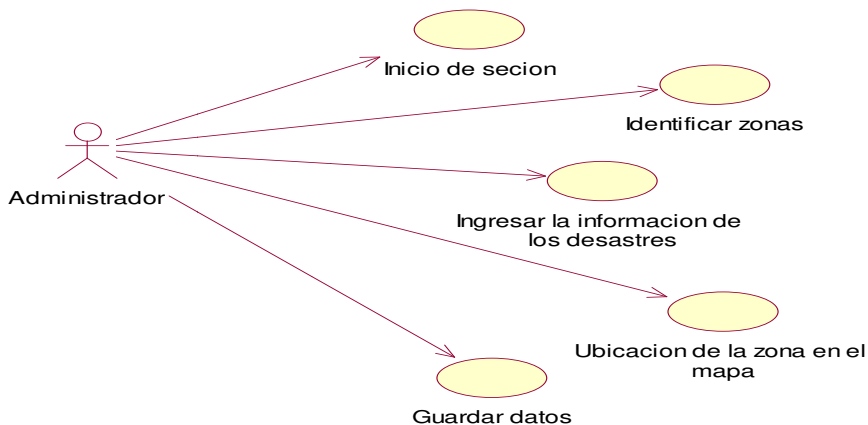 Inicio de secion
Identificar zonas
Administrador
Ingresar la informacion de
los desastres
Ubicacion de la zona en el
mapa
Guardar datos